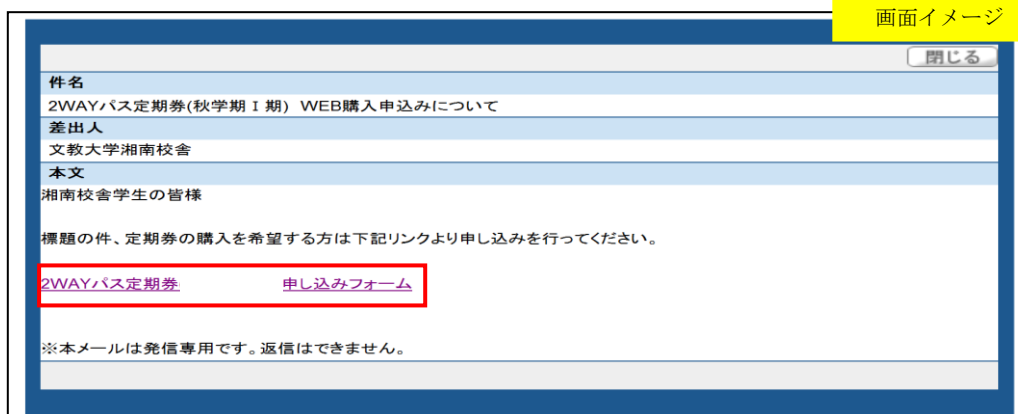 画面イメージ
閉じる
件名
2WAYパス定期券(秋学期Ⅰ期) WEB購入申込みについて
差出人
文教大学湘南校舎
本文
湘南校舎学生の皆様
標題の件、定期券の購入を希望する方は下記リンクより申し込みを行ってください。
2WAYパス定期券 申し込みフォーム
※本メールは発信専用です。返信はできません。